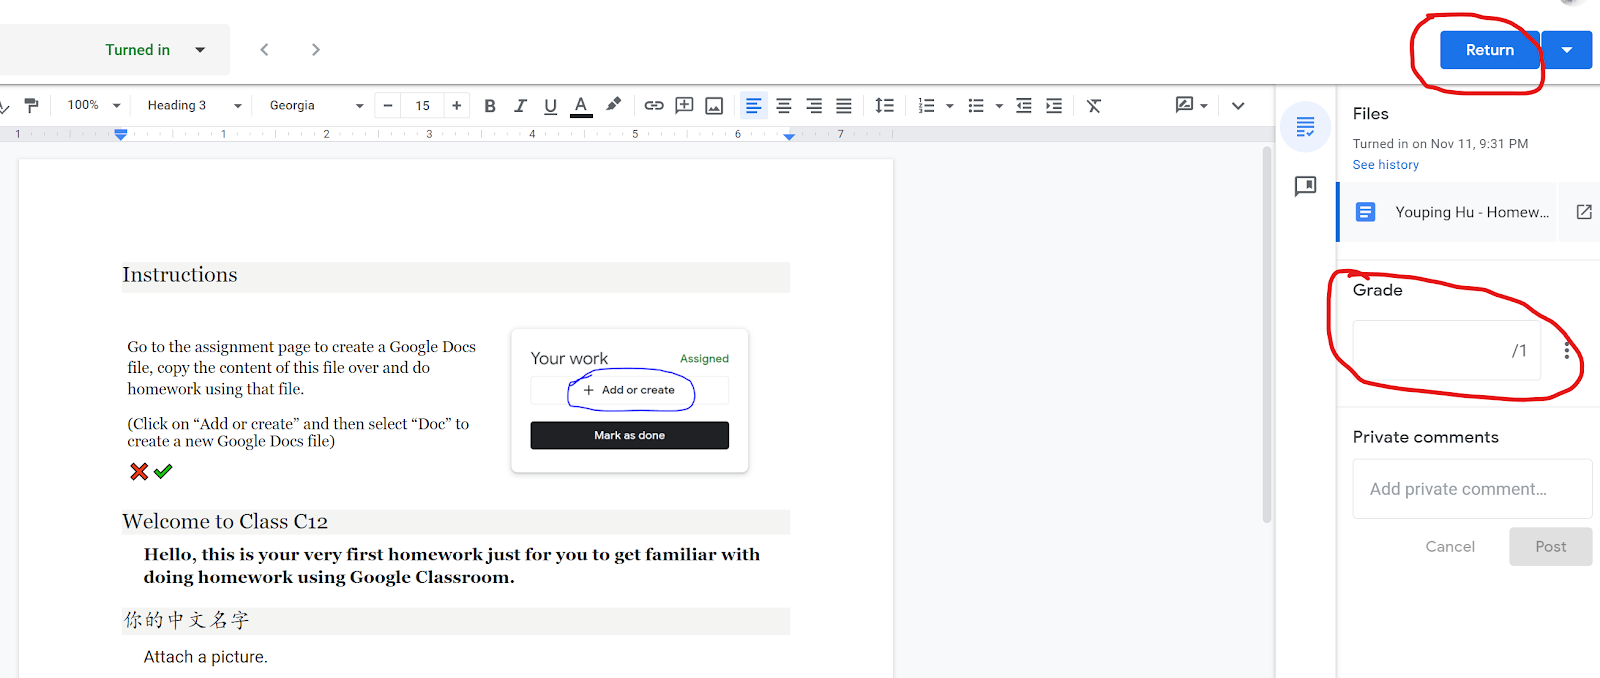 Turned in
Return
100%
Heading 3
Georgia
− 15 +
B I U A
1 1 2 3 4 5 6 7
Files
Turned in on Nov 11, 9:31 PM
See history
Youping Hu - Homew...
Grade
/1
Private comments
Add private comment...
Cancel
Post
Instructions
Go to the assignment page to create a Google Docs
file, copy the content of this file over and do
homework using that file.
(Click on “Add or create” and then select “Doc” to
create a new Google Docs file)
Your work
Assigned
+ Add or create
Mark as done
Welcome to Class C12
Hello, this is your very first homework just for you to get familiar with
doing homework using Google Classroom.
你的中文名字
Attach a picture.